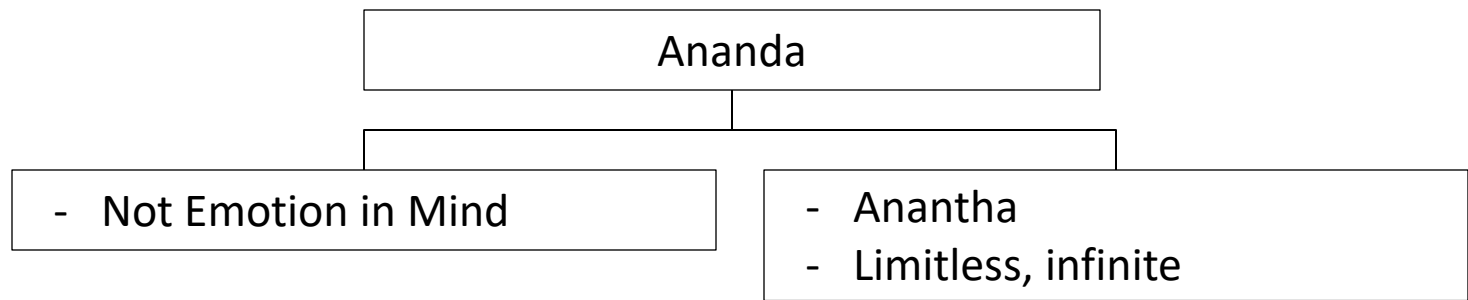 Ananda
- Not Emotion in Mind
- Anantha
- Limitless, infinite